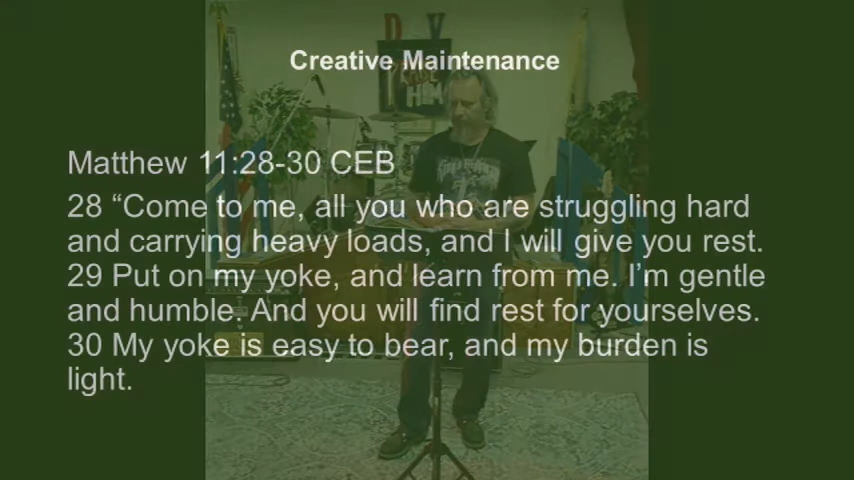 D V
PRAISE
HIM
Creative Maintenance
Matthew 11:28-30 CEB
28 “Come to me, all you who are struggling hard
and carrying heavy loads, and I will give you rest.
29 Put on my yoke, and learn from me. I’m gentle
and humble. And you will find rest for yourselves.
30 My yoke is easy to bear, and my burden is
light.